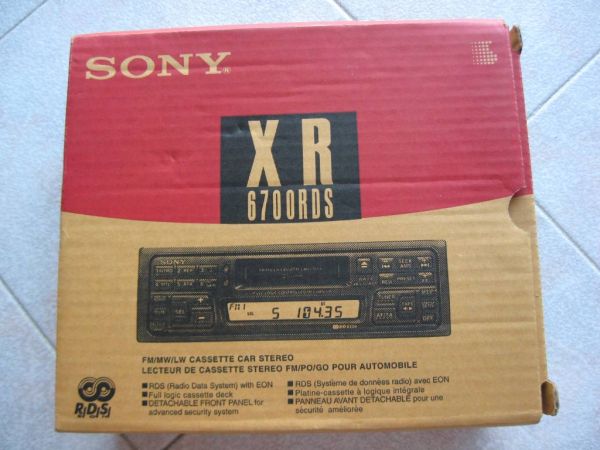 SONY®
XR
6700RDS
SONY
FM1
5 104.35
FM/MW/LW CASSETTE CAR STEREO
LECTEUR DE CASSETTE STEREO FM/PO/GO POUR AUTOMOBILE
■ RDS (Radio Data System) with EON
■ Full logic cassette deck
■ DETACHABLE FRONT PANEL for
advanced security system
■ RDS (Système de données radio) avec EON
■ Platine-cassette à logique intégrale
■ PANNEAU AVANT DETACHABLE pour une
sécurité améliorée
RDS